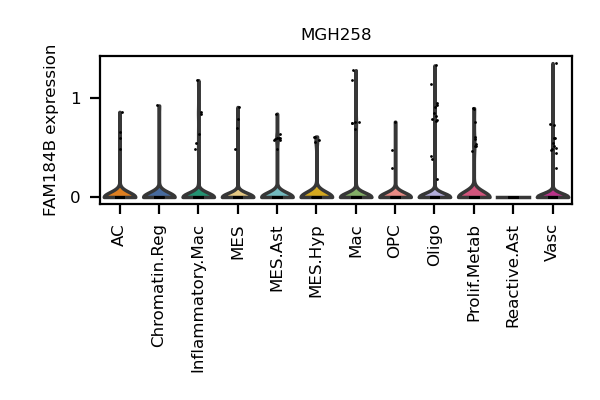 MGH258
FAM184B expression
1
0
AC
Chromatin.Reg
Inflammatory.Mac
MES
MES.Ast
MES.Hyp
Mac
OPC
Oligo
Prolif.Metab
Reactive.Ast
Vasc